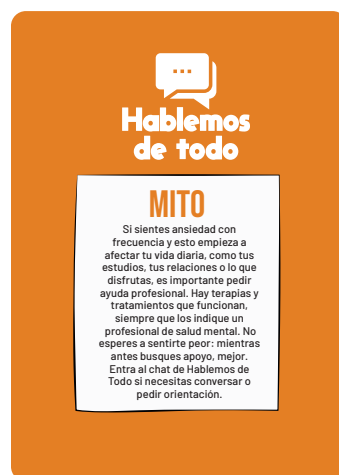 Hablemos
de todo
MITO
Si sientes ansiedad con
frecuencia y esto empieza a
afectar tu vida diaria, como tus
estudios, tus relaciones o lo que
disfrutas, es importante pedir
ayuda profesional. Hay terapias y
tratamientos que funcionan,
siempre que los indique un
profesional de salud mental. No
esperes a sentirte peor: mientras
antes busques apoyo, mejor.
Entra al chat de Hablemos de
Todo si necesitas conversar o
pedir orientación.